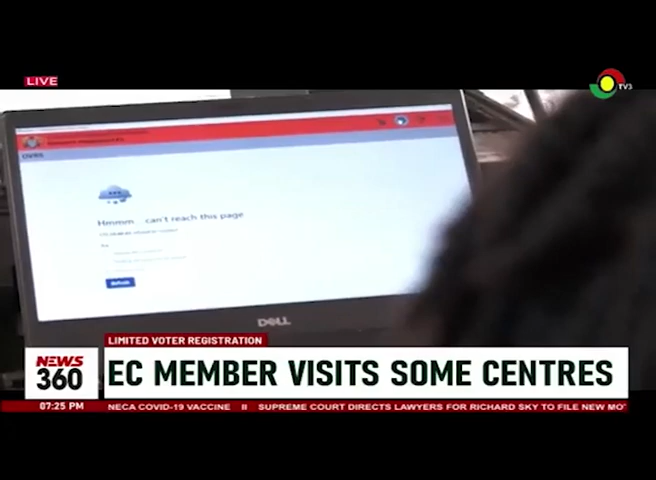 LIVE
TV3
OVRS
Hmmm... can't reach this page
Refresh
DELL
LIMITED VOTER REGISTRATION
NEWS
360
EC MEMBER VISITS SOME CENTRES
07:25 PM
NECA COVID-19 VACCINE II SUPREME COURT DIRECTS LAWYERS FOR RICHARD SKY TO FILE NEW MO